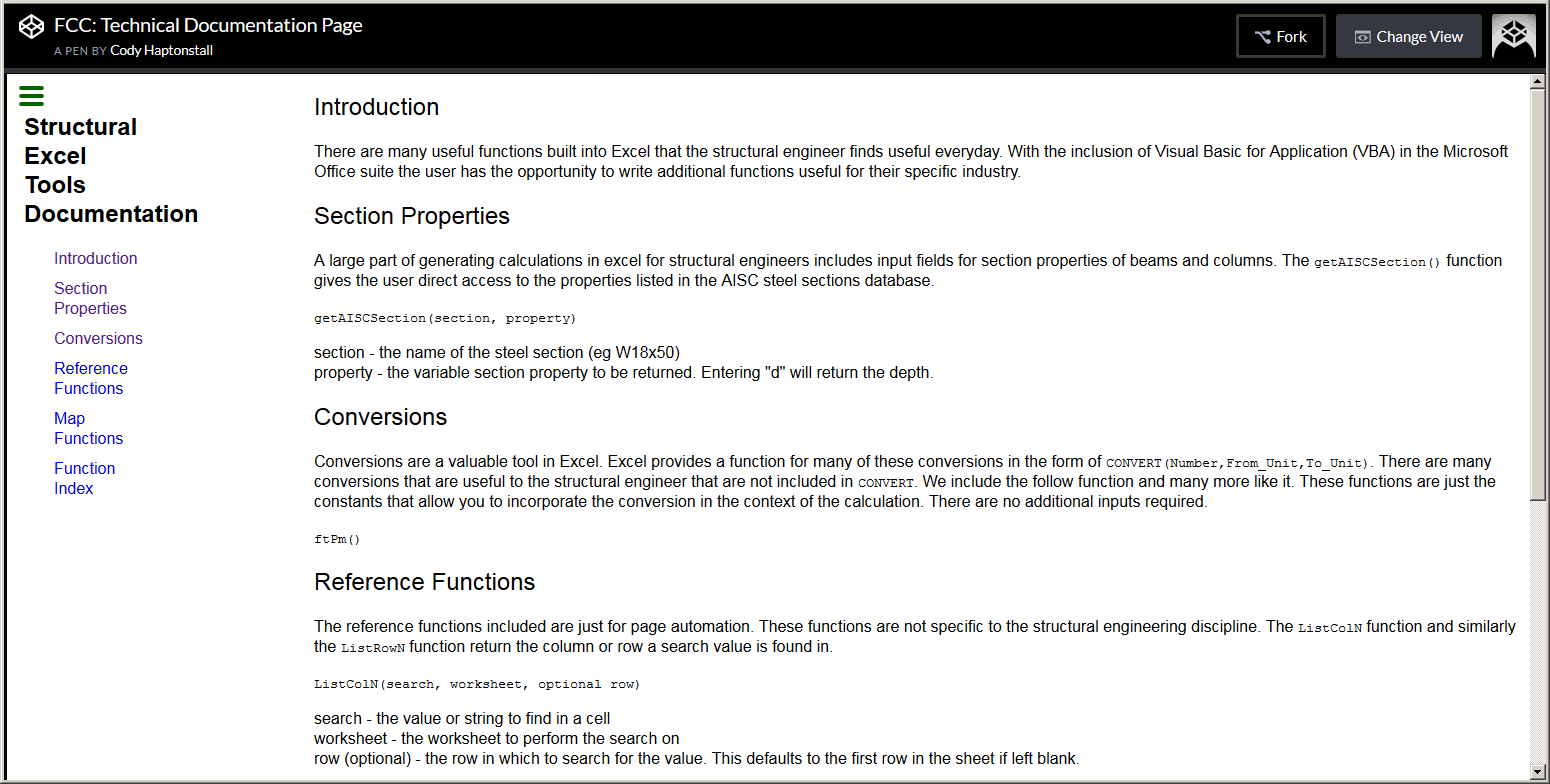 FCC: Technical Documentation Page
A PEN BY Cody Haptonstall
Fork
Change View
Structural
Excel
Tools
Documentation
Introduction
Section
Properties
Conversions
Reference
Functions
Map
Functions
Function
Index
Introduction
There are many useful functions built into Excel that the structural engineer finds useful everyday. With the inclusion of Visual Basic for Application (VBA) in the Microsoft
Office suite the user has the opportunity to write additional functions useful for their specific industry.
Section Properties
A large part of generating calculations in excel for structural engineers includes input fields for section properties of beams and columns. The getAISCSection() function
gives the user direct access to the properties listed in the AISC steel sections database.
getAISCSection(section, property)
section - the name of the steel section (eg W18x50)
property - the variable section property to be returned. Entering "d" will return the depth.
Conversions
Conversions are a valuable tool in Excel. Excel provides a function for many of these conversions in the form of CONVERT(Number,From_Unit,To_Unit). There are many
conversions that are useful to the structural engineer that are not included in CONVERT. We include the follow function and many more like it. These functions are just the
constants that allow you to incorporate the conversion in the context of the calculation. There are no additional inputs required.
ftPm()
Reference Functions
The reference functions included are just for page automation. These functions are not specific to the structural engineering discipline. The ListColN function and similarly
the ListRowN function return the column or row a search value is found in.
ListColN(search, worksheet, optional row)
search - the value or string to find in a cell
worksheet - the worksheet to perform the search on
row (optional) - the row in which to search for the value. This defaults to the first row in the sheet if left blank.